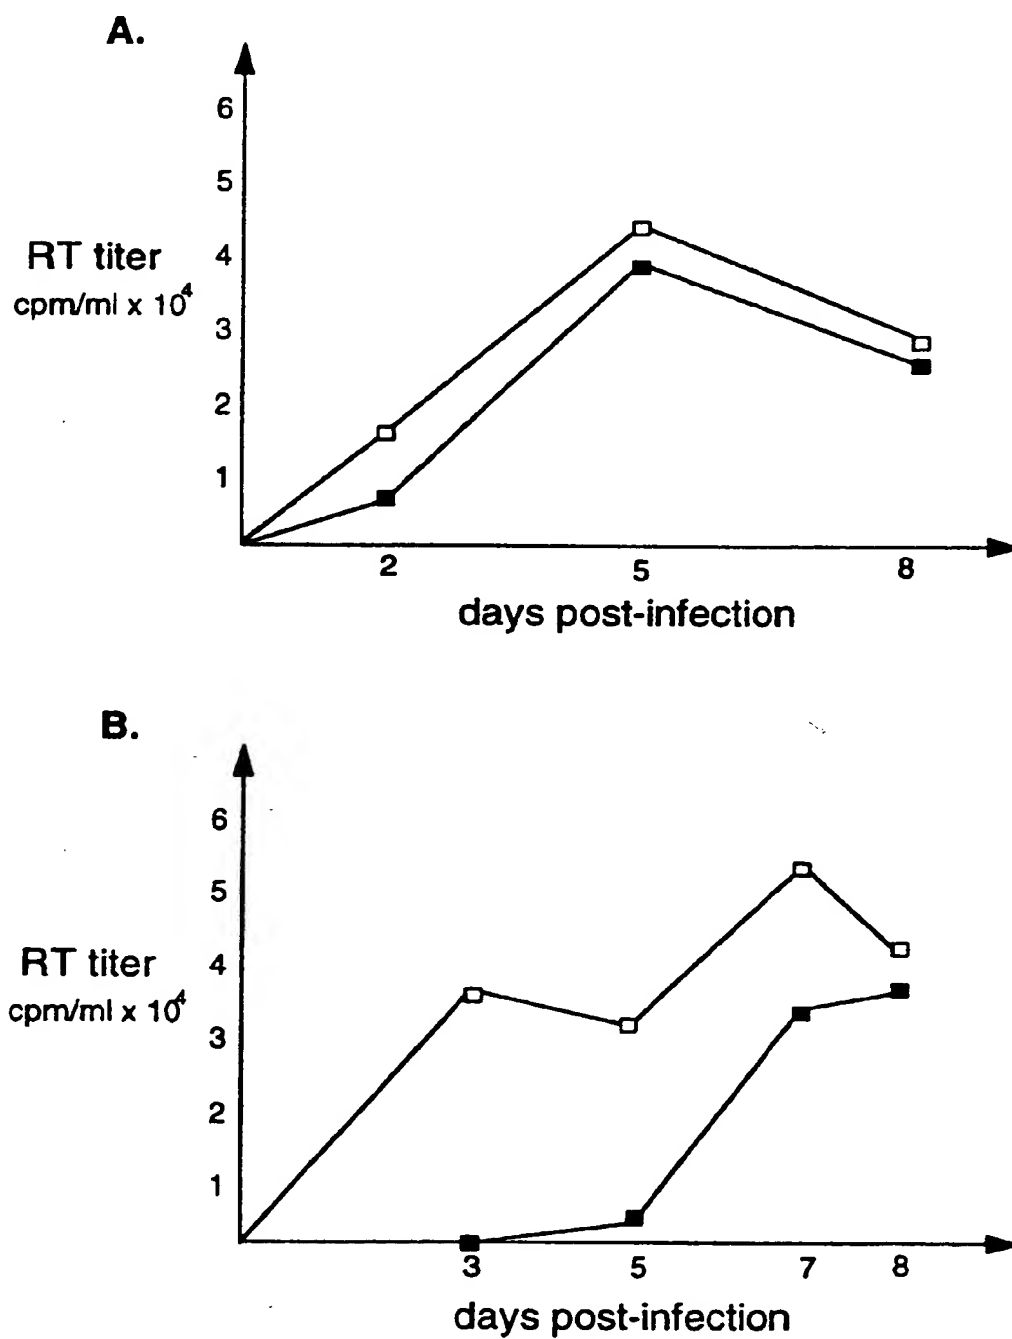 A.
6
5
RT titer
4
cpm/ml x 10⁴
3
2
1
2 5 8
days post-infection
B.
6
5
RT titer
4
cpm/ml x 10⁴
3
2
1
3 5 7 8
days post-infection